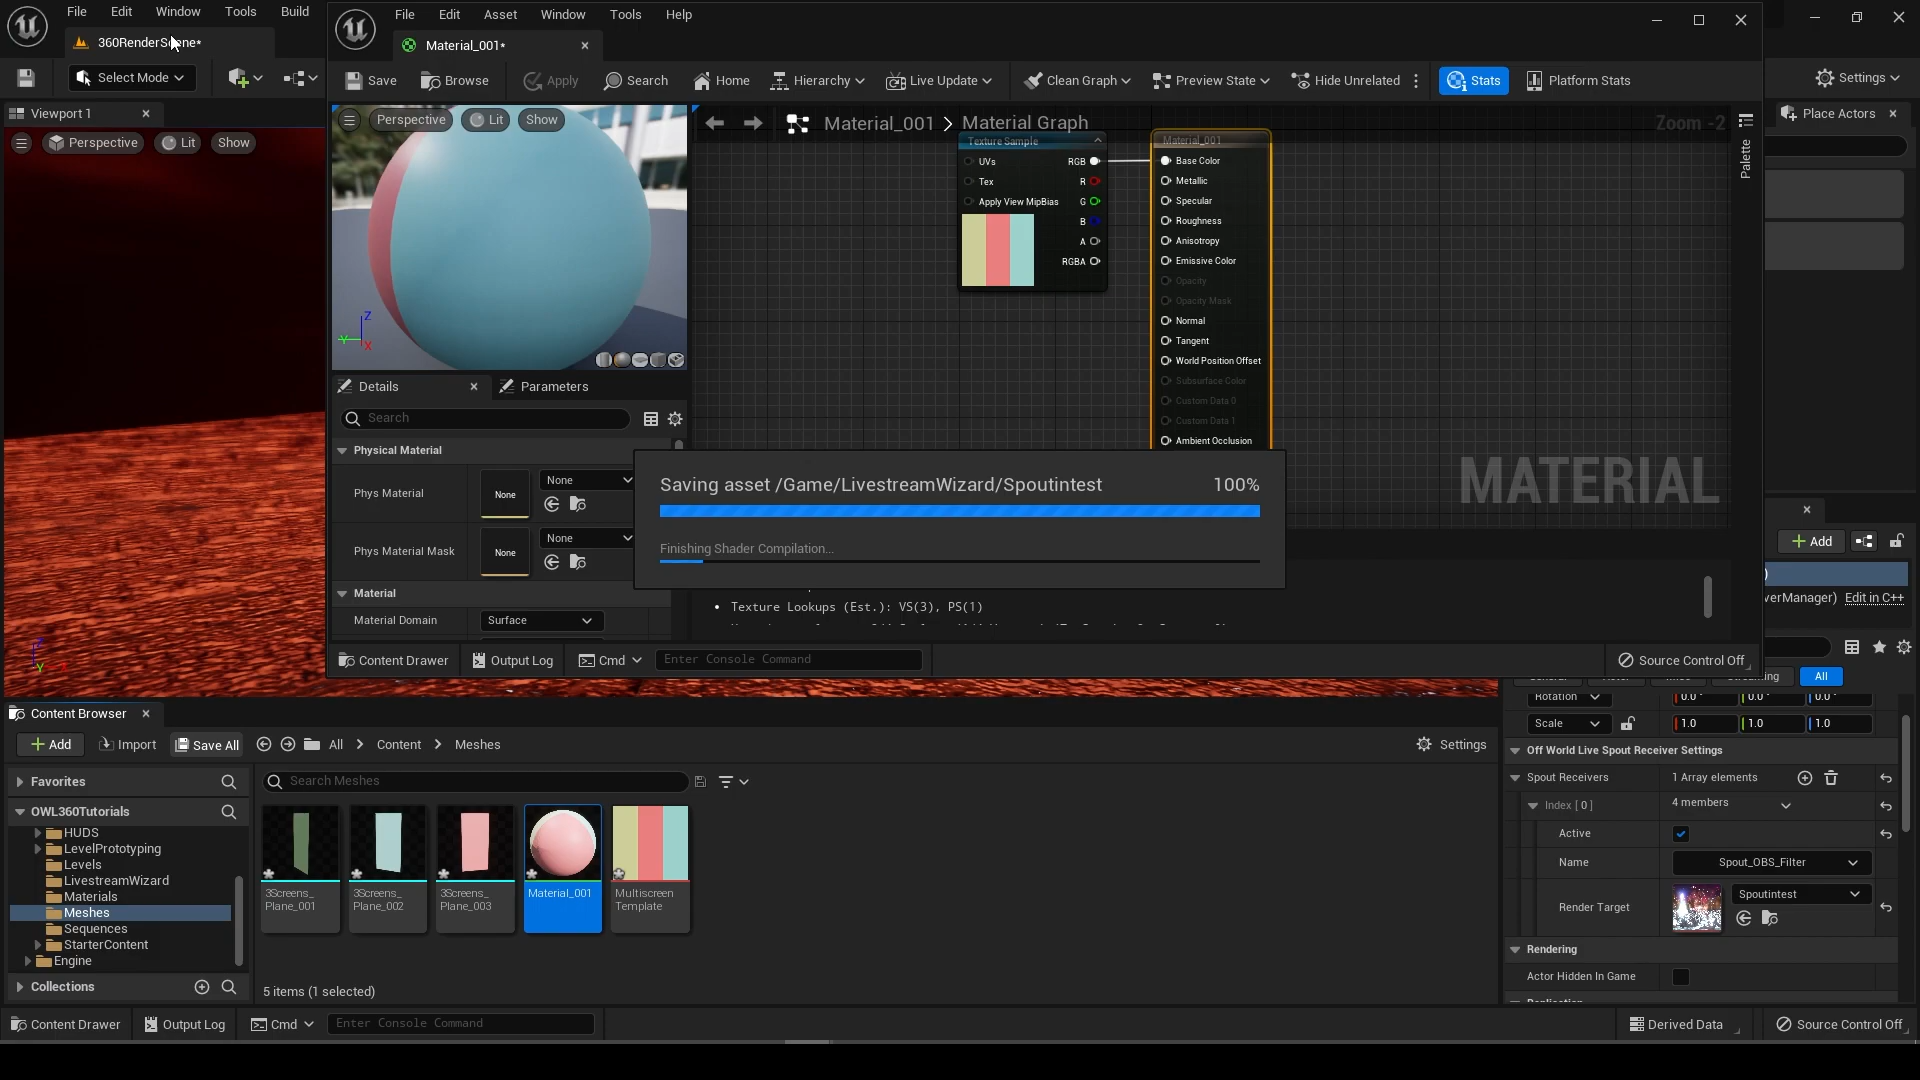 File Edit Window Tools Build
360RenderScene*
Select Mode
Settings
Viewport 1
Perspective Lit Show
File Edit Asset Window Tools Help
Material_001*
Save Browse Apply Search Home Hierarchy Live Update Clean Graph Preview State Hide Unrelated Stats Platform Stats
Perspective Lit Show
Z
Y
X
Material_001 > Material Graph
Zoom -2
Palette
Texture Sample
UVs RGB
Tex R
Apply View MipBias G
B
A
RGBA
Material_001
Base Color
Metallic
Specular
Roughness
Anisotropy
Emissive Color
Opacity
Opacity Mask
Normal
Tangent
World Position Offset
Subsurface Color
Custom Data 0
Custom Data 1
Ambient Occlusion
MATERIAL
Details Parameters
Search
Physical Material
Phys Material None None
Phys Material Mask None None
Material
Material Domain Surface
Saving asset /Game/LivestreamWizard/Spoutintest 100%
Finishing Shader Compilation...
• Texture Lookups (Est.): VS(3), PS(1)
Content Drawer Output Log Cmd Enter Console Command
Source Control Off
Place Actors
Add
verManager) Edit in C++
All
Rotation 0.0° 0.0° 0.0°
Scale 1.0 1.0 1.0
Off World Live Spout Receiver Settings
Spout Receivers 1 Array elements
Index [ 0 ] 4 members
Active
Name Spout_OBS_Filter
Render Target Spoutintest
Rendering
Actor Hidden In Game
Replication
Content Browser
Add Import Save All All > Content > Meshes
Settings
Favorites
OWL360Tutorials
HUDS
LevelPrototyping
Levels
LivestreamWizard
Materials
Meshes
Sequences
StarterContent
Engine
Collections
Search Meshes
3Screens_
Plane_001
3Screens_
Plane_002
3Screens_
Plane_003
Material_001
Multiscreen
Template
5 items (1 selected)
Content Drawer Output Log Cmd Enter Console Command
Derived Data Source Control Off